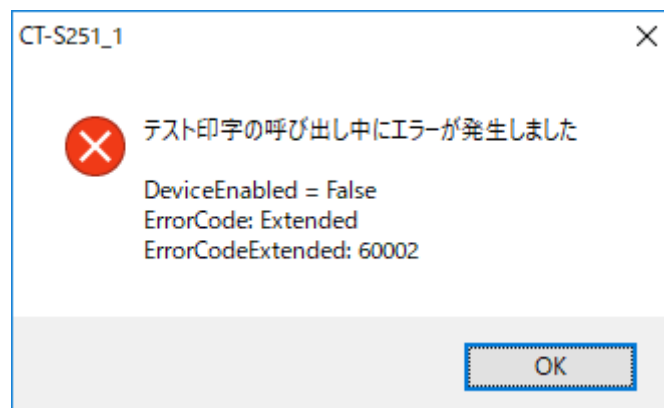 CT-S251_1
テスト印字の呼び出し中にエラーが発生しました
DeviceEnabled = False
ErrorCode: Extended
ErrorCodeExtended: 60002
OK